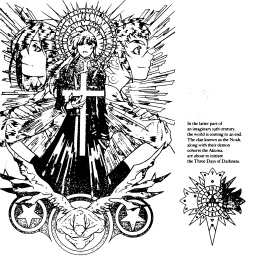 In the latter part of
an imaginary 19th century,
the world is coming to an end.
The clan known as the Noah,
along with their demon
cohorts the Akuma,
are about to initiate
the Three Days of Darkness.